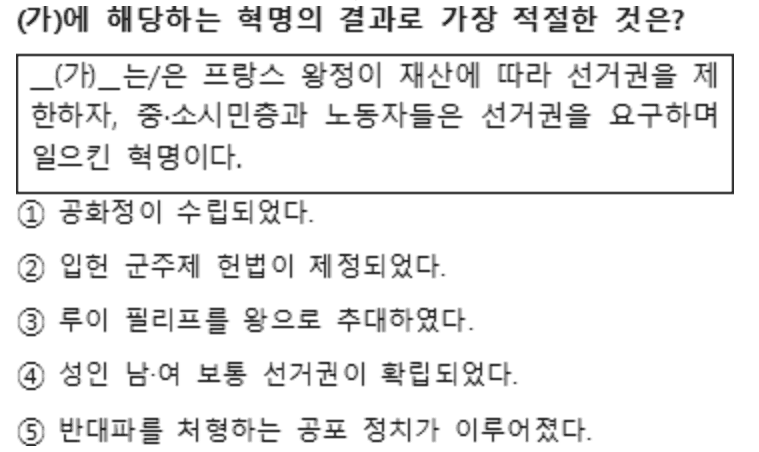 (가)에 해당하는 혁명의 결과로 가장 적절한 것은?
__(가)__는/은 프랑스 왕정이 재산에 따라 선거권을 제
한하자, 중·소시민층과 노동자들은 선거권을 요구하며
일으킨 혁명이다.
① 공화정이 수립되었다.
② 입헌 군주제 헌법이 제정되었다.
③ 루이 필리프를 왕으로 추대하였다.
④ 성인 남·여 보통 선거권이 확립되었다.
⑤ 반대파를 처형하는 공포 정치가 이루어졌다.